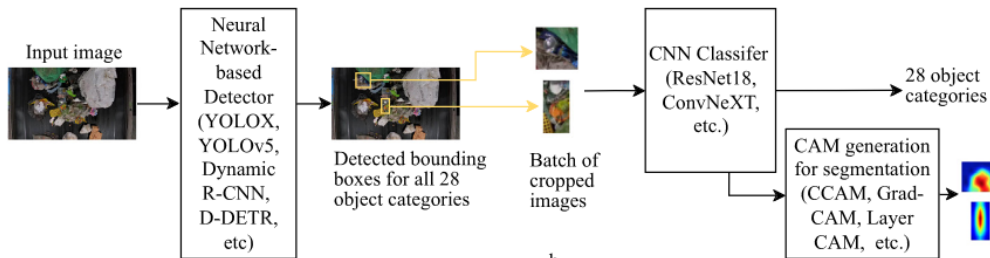 Input image
Neural
Network-
based
Detector
(YOLOX,
YOLOv5,
Dynamic
R-CNN,
D-DETR,
etc)
Detected bounding
boxes for all 28
object categories
Batch of
cropped
images
CNN Classifer
(ResNet18,
ConvNeXT,
etc.)
28 object
categories
CAM generation
for segmentation
(CCAM, Grad-
CAM, Layer
CAM, etc.)